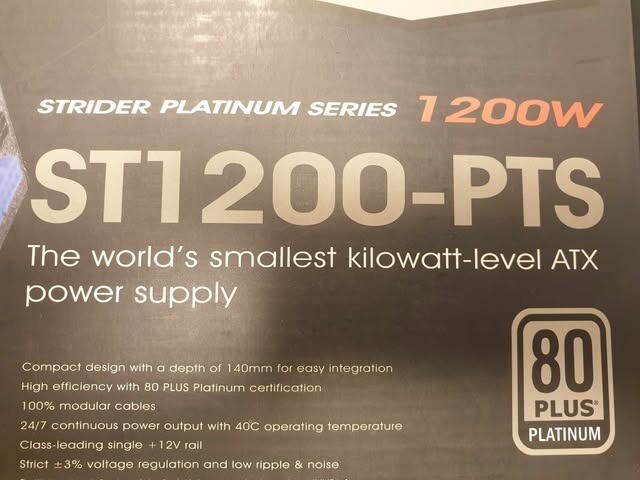 STRIDER PLATINUM SERIES 1200W
ST1200-PTS
The world's smallest kilowatt-level ATX
power supply
Compact design with a depth of 140mm for easy integration
High efficiency with 80 PLUS Platinum certification
100% modular cables
24/7 continuous power output with 40°C operating temperature
Class-leading single +12V rail
Strict ±3% voltage regulation and low ripple & noise
80
PLUS®
PLATINUM